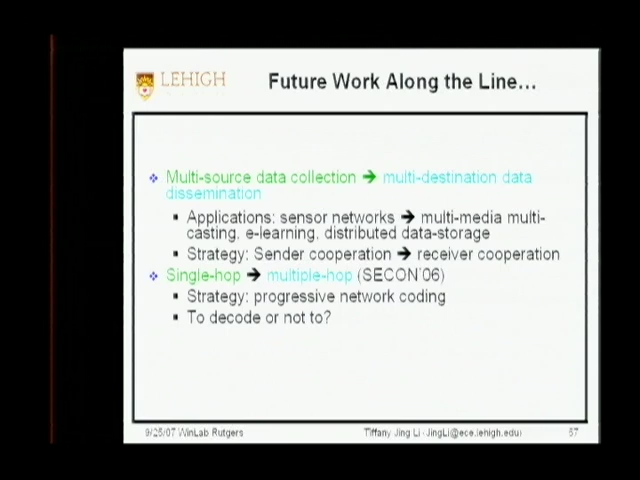 LEHIGH
Future Work Along the Line...
Multi-source data collection → multi-destination data
dissemination
Applications: sensor networks → multi-media multi-
casting, e-learning, distributed data-storage
Strategy: Sender cooperation → receiver cooperation
Single-hop → multiple-hop (SECON'06)
Strategy: progressive network coding
To decode or not to?
9/25/07 WinLab Rutgers
Tiffany Jing Li (JingLi@ece.lehigh.edu)
57